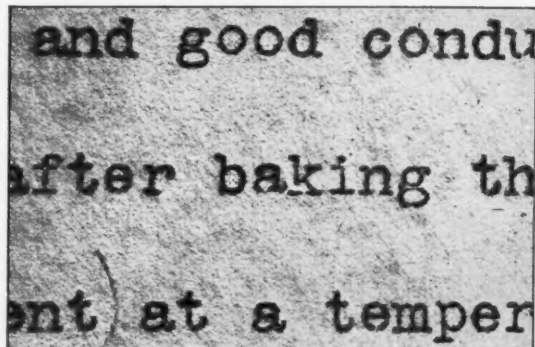 and good condu
after baking th
ent at a temper